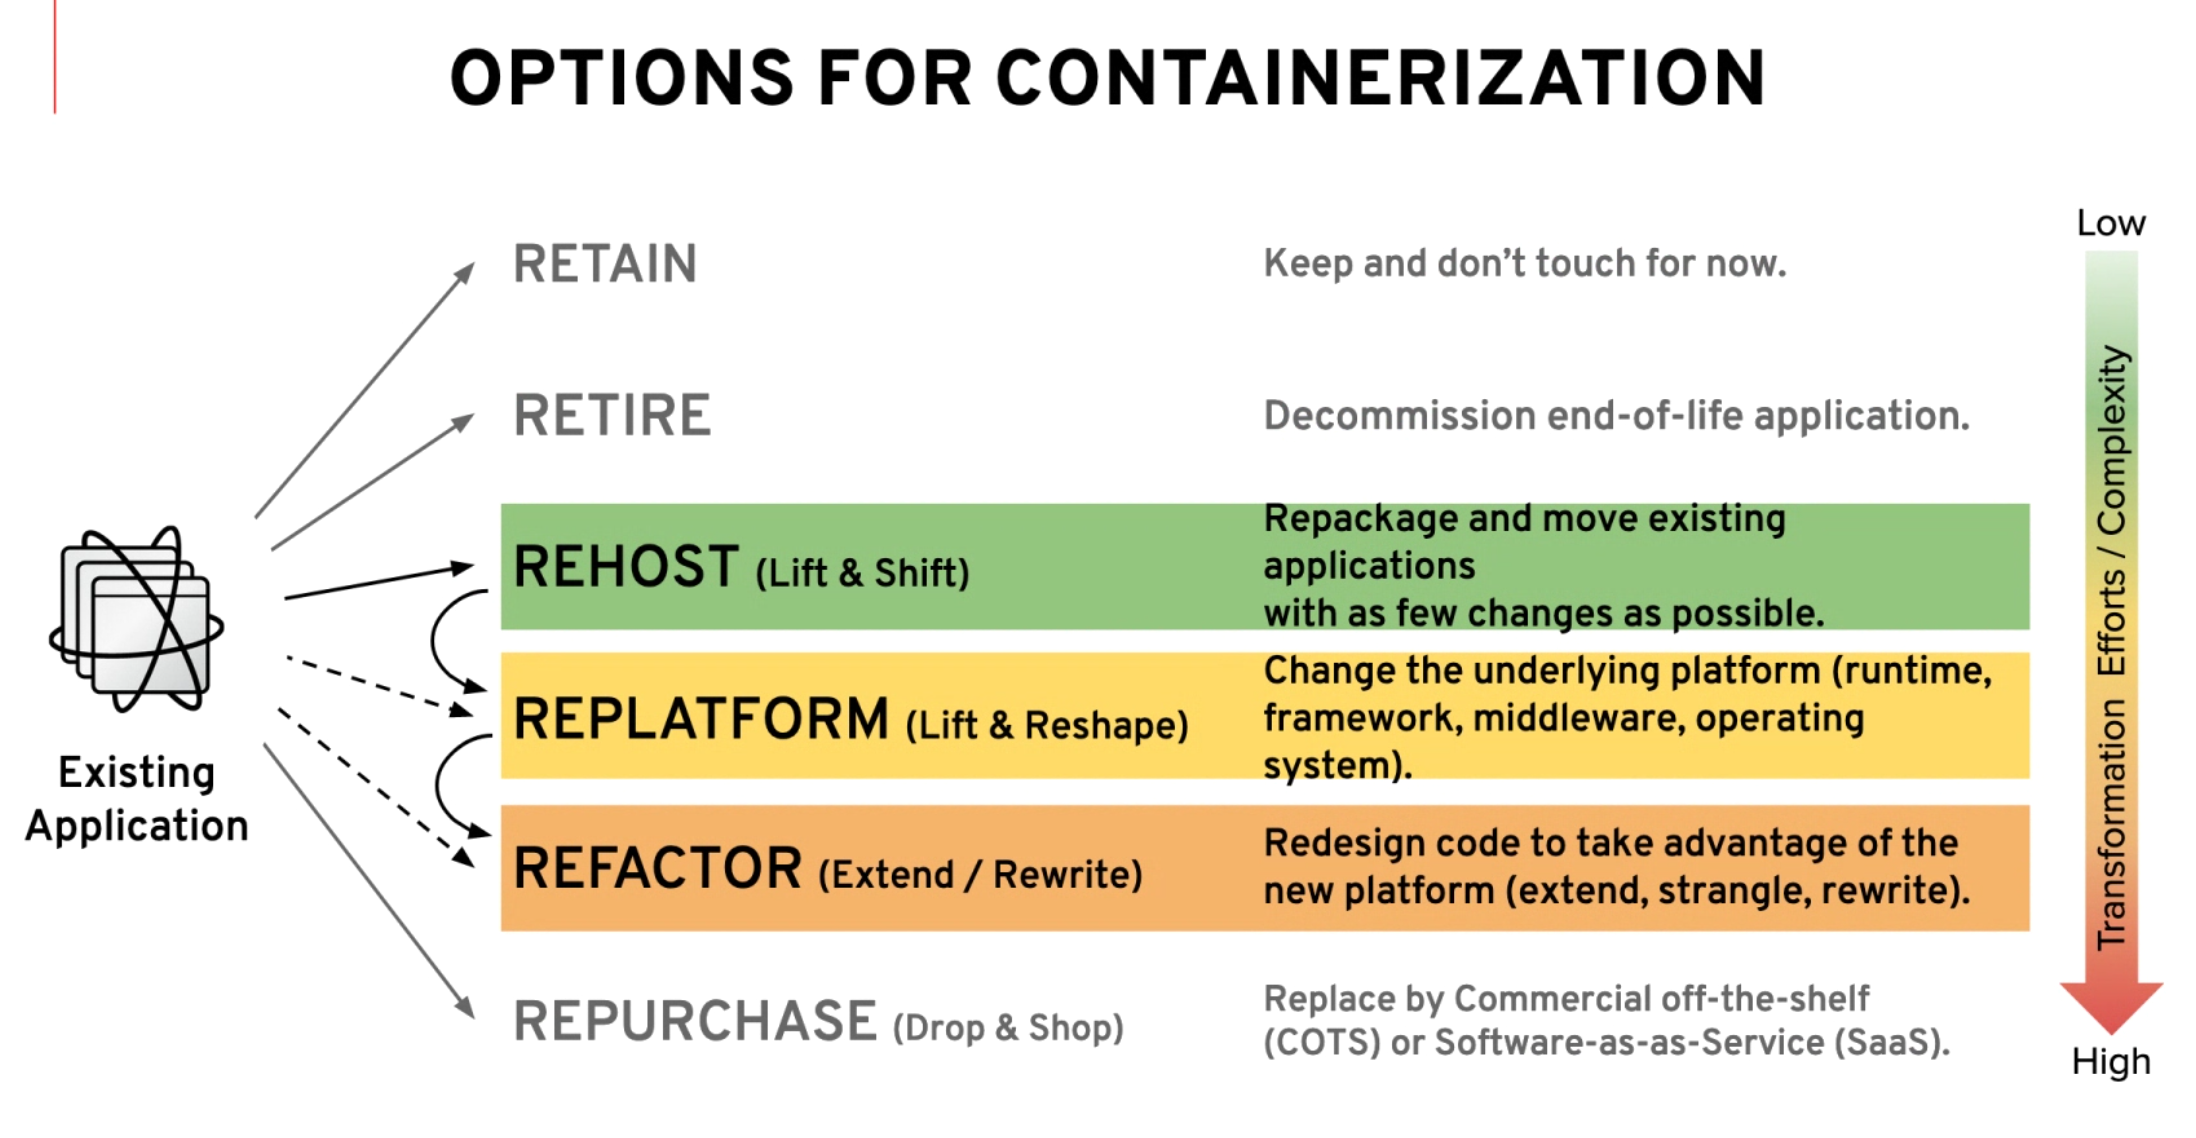 OPTIONS FOR CONTAINERIZATION
Low
RETAIN
Keep and don’t touch for now.
RETIRE
Decommission end-of-life application.
REHOST (Lift & Shift)
Repackage and move existing
applications
with as few changes as possible.
REPLATFORM (Lift & Reshape)
Change the underlying platform (runtime,
framework, middleware, operating
system).
REFACTOR (Extend / Rewrite)
Redesign code to take advantage of the
new platform (extend, strangle, rewrite).
REPURCHASE (Drop & Shop)
Replace by Commercial off-the-shelf
(COTS) or Software-as-as-Service (SaaS).
Existing
Application
Transformation Efforts / Complexity
High